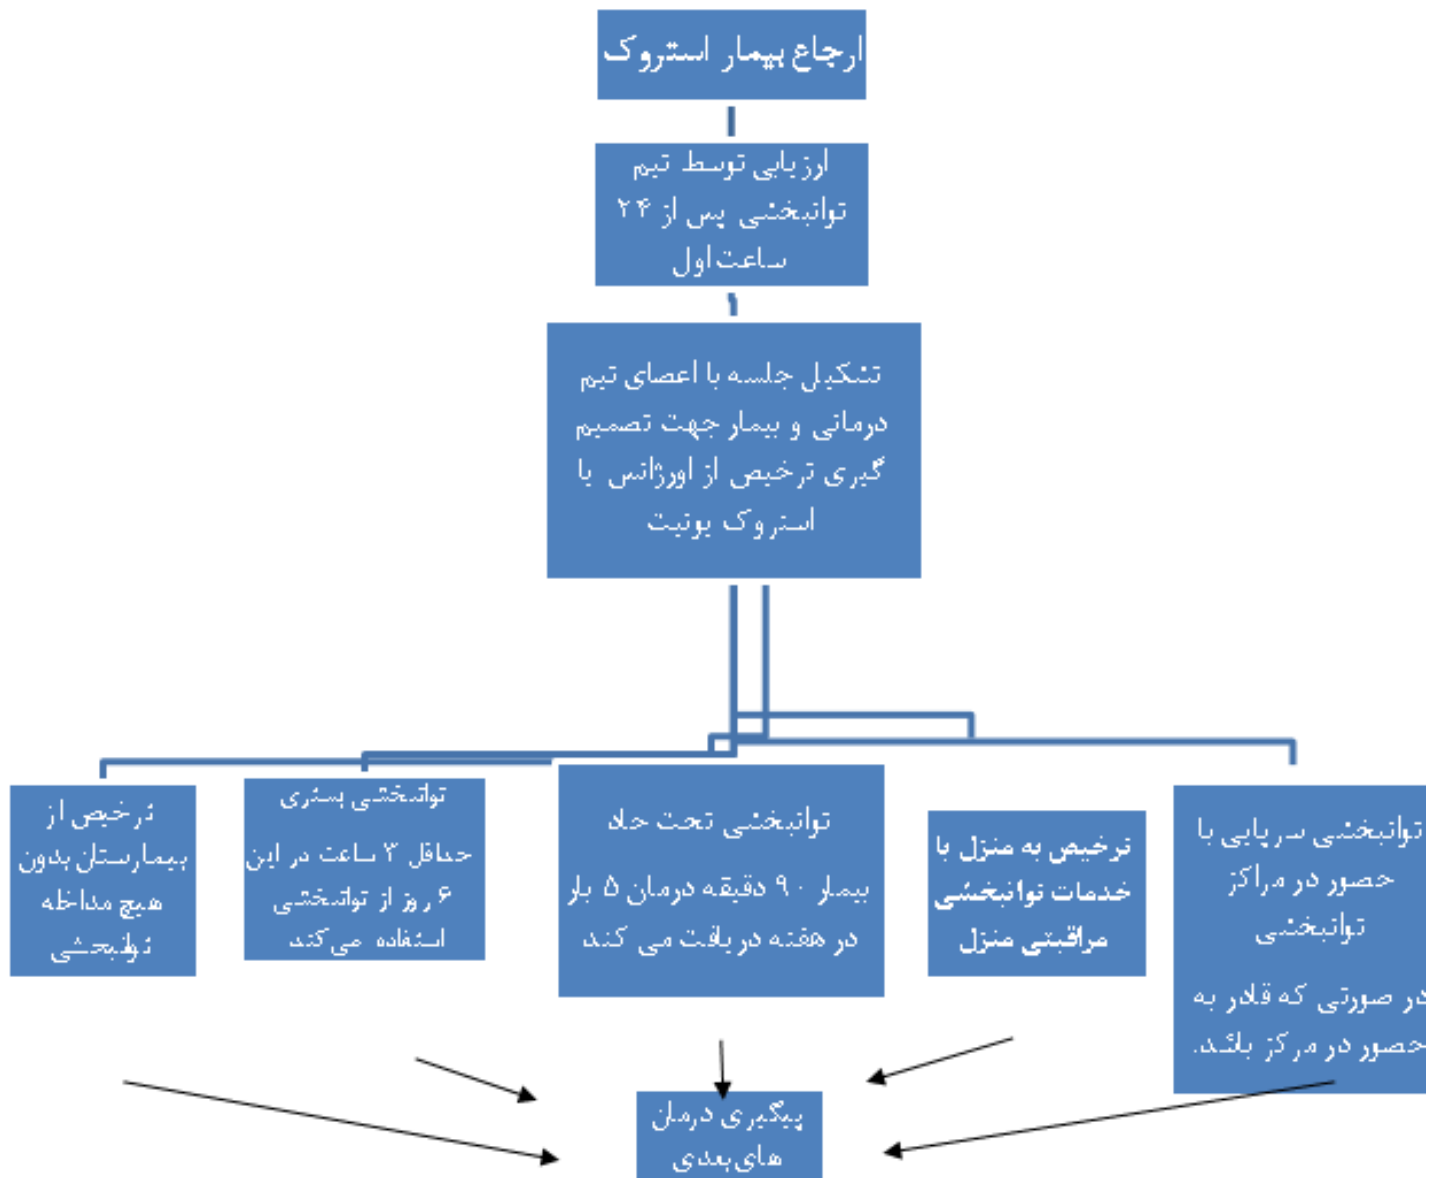 ارجاع بیمار استروک
ارزیابی توسط تیم
توانبخشی پس از ۲۴
ساعت اول
تشکیل جلسه با اعضای تیم
درمانی و بیمار جهت تصمیم
گیری ترخیص از اورژانس یا
استروک یونیت
توانبخشی سرپایی با
حضور در مراکز
توانبخشی
در صورتی که قادر به
حضور در مرکز باشد.
ترخیص به منزل با
خدمات توانبخشی
مراقبتی منزل
توانبخشی تحت حاد
بیمار ۹۰ دقیقه درمان ۵ بار
در هفته دریافت می کند
توانبخشی بستری
حداقل ۳ ساعت در این
۶ روز از توانبخشی
استفاده می‌کند
ترخیص از
بیمارستان بدون
هیچ مداخله
توانبخشی
پیگیری درمان
های بعدی